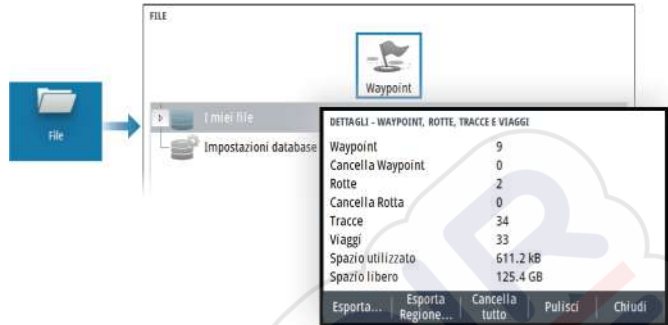 FILE
Waypoint
File
I miei file
Impostazioni database
DETTAGLI - WAYPOINT, ROTTE, TRACCE E VIAGGI
Waypoint 9
Cancella Waypoint 0
Rotte 2
Cancella Rotta 0
Tracce 34
Viaggi 33
Spazio utilizzato 611.2 kB
Spazio libero 125.4 GB
Esporta... Esporta Regione... Cancella tutto Pulisci Chiudi